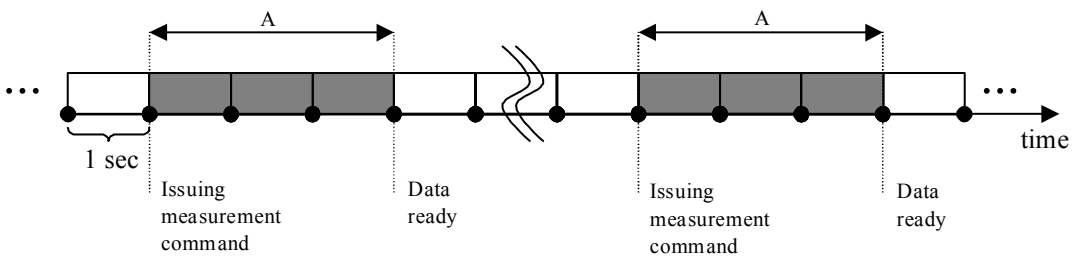 A
A
...
...
1 sec
time
Issuing
measurement
command
Data
ready
Issuing
measurement
command
Data
ready